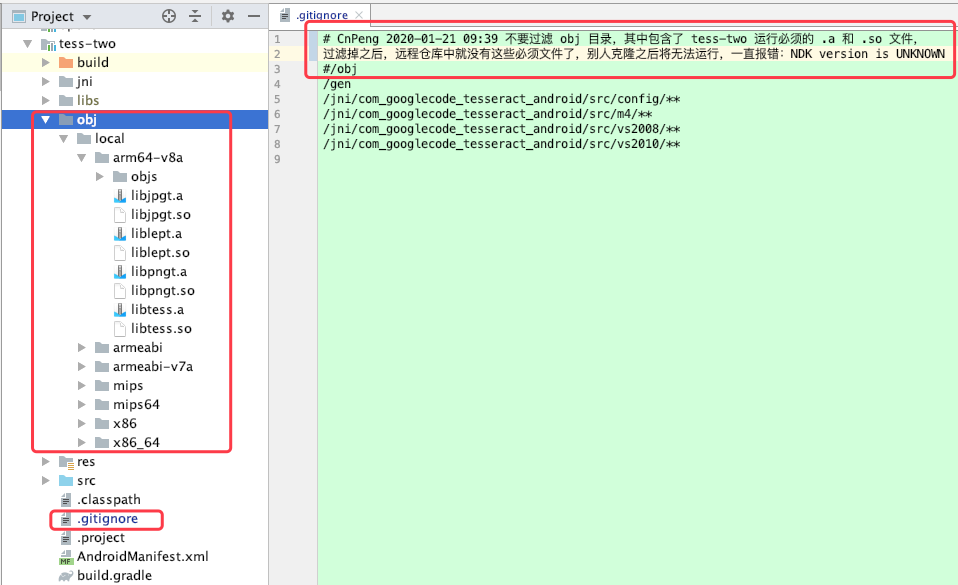 Project
.gitignore
tess-two
build
jni
libs
obj
local
arm64-v8a
objs
libjpgt.a
libjpgt.so
liblept.a
liblept.so
libpngt.a
libpngt.so
libtess.a
libtess.so
armeabi
armeabi-v7a
mips
mips64
x86
x86_64
res
src
.classpath
.gitignore
.project
MF AndroidManifest.xml
build.gradle
1 # CnPeng 2020-01-21 09:39 不要过滤 obj 目录，其中包含了 tess-two 运行必须的 .a 和 .so 文件，
2 过滤掉之后，远程仓库中就没有这些必须文件了，别人克隆之后将无法运行，一直报错：NDK version is UNKNOWN
3 #/obj
4 /gen
5 /jni/com_googlecode_tesseract_android/src/config/**
6 /jni/com_googlecode_tesseract_android/src/m4/**
7 /jni/com_googlecode_tesseract_android/src/vs2008/**
8 /jni/com_googlecode_tesseract_android/src/vs2010/**
9